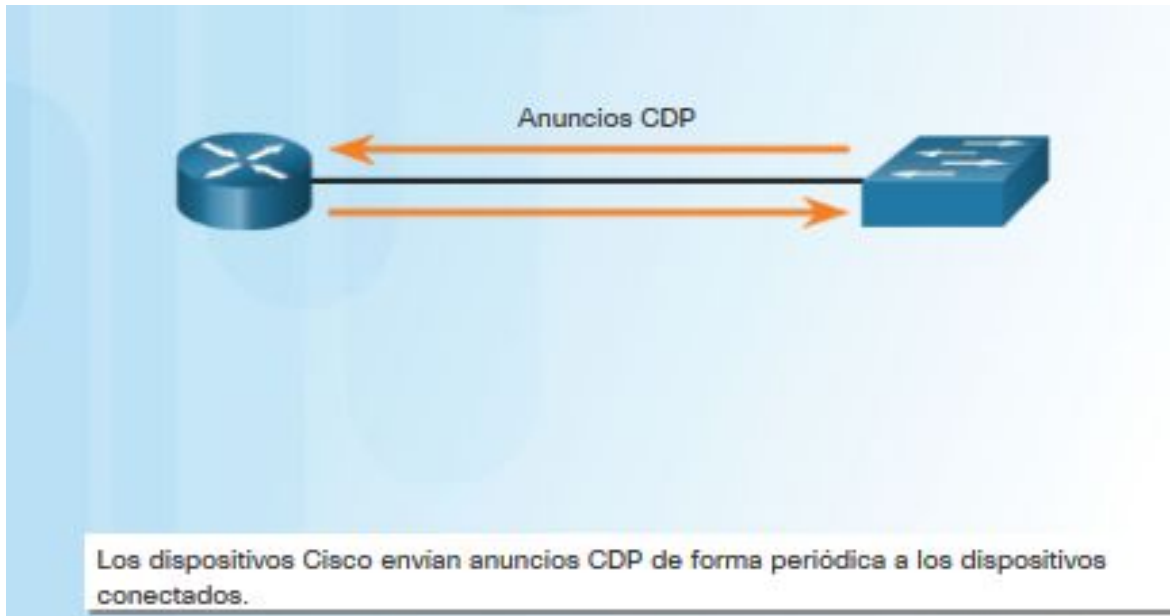 Anuncios CDP
Los dispositivos Cisco envían anuncios CDP de forma periódica a los dispositivos
conectados.